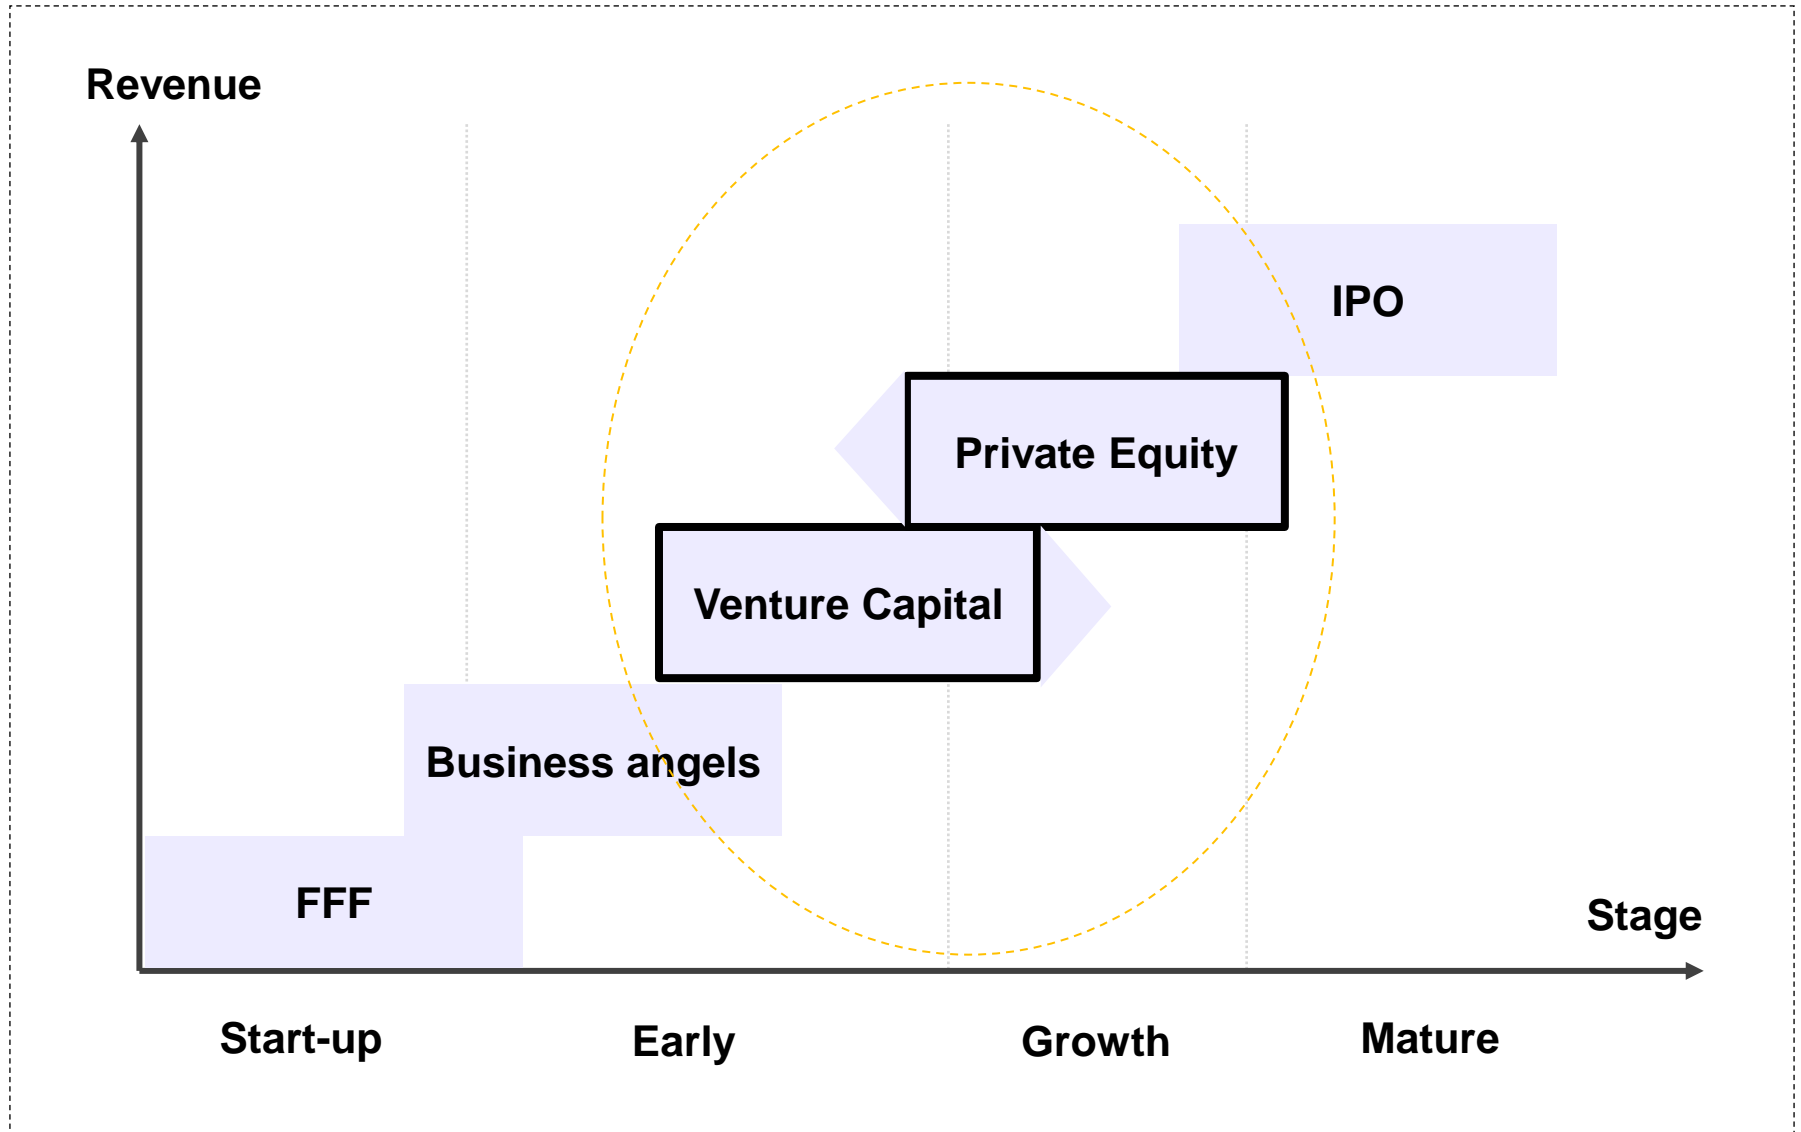 Revenue
IPO
Private Equity
Venture Capital
Business angels
FFF
Stage
Start-up
Early
Growth
Mature